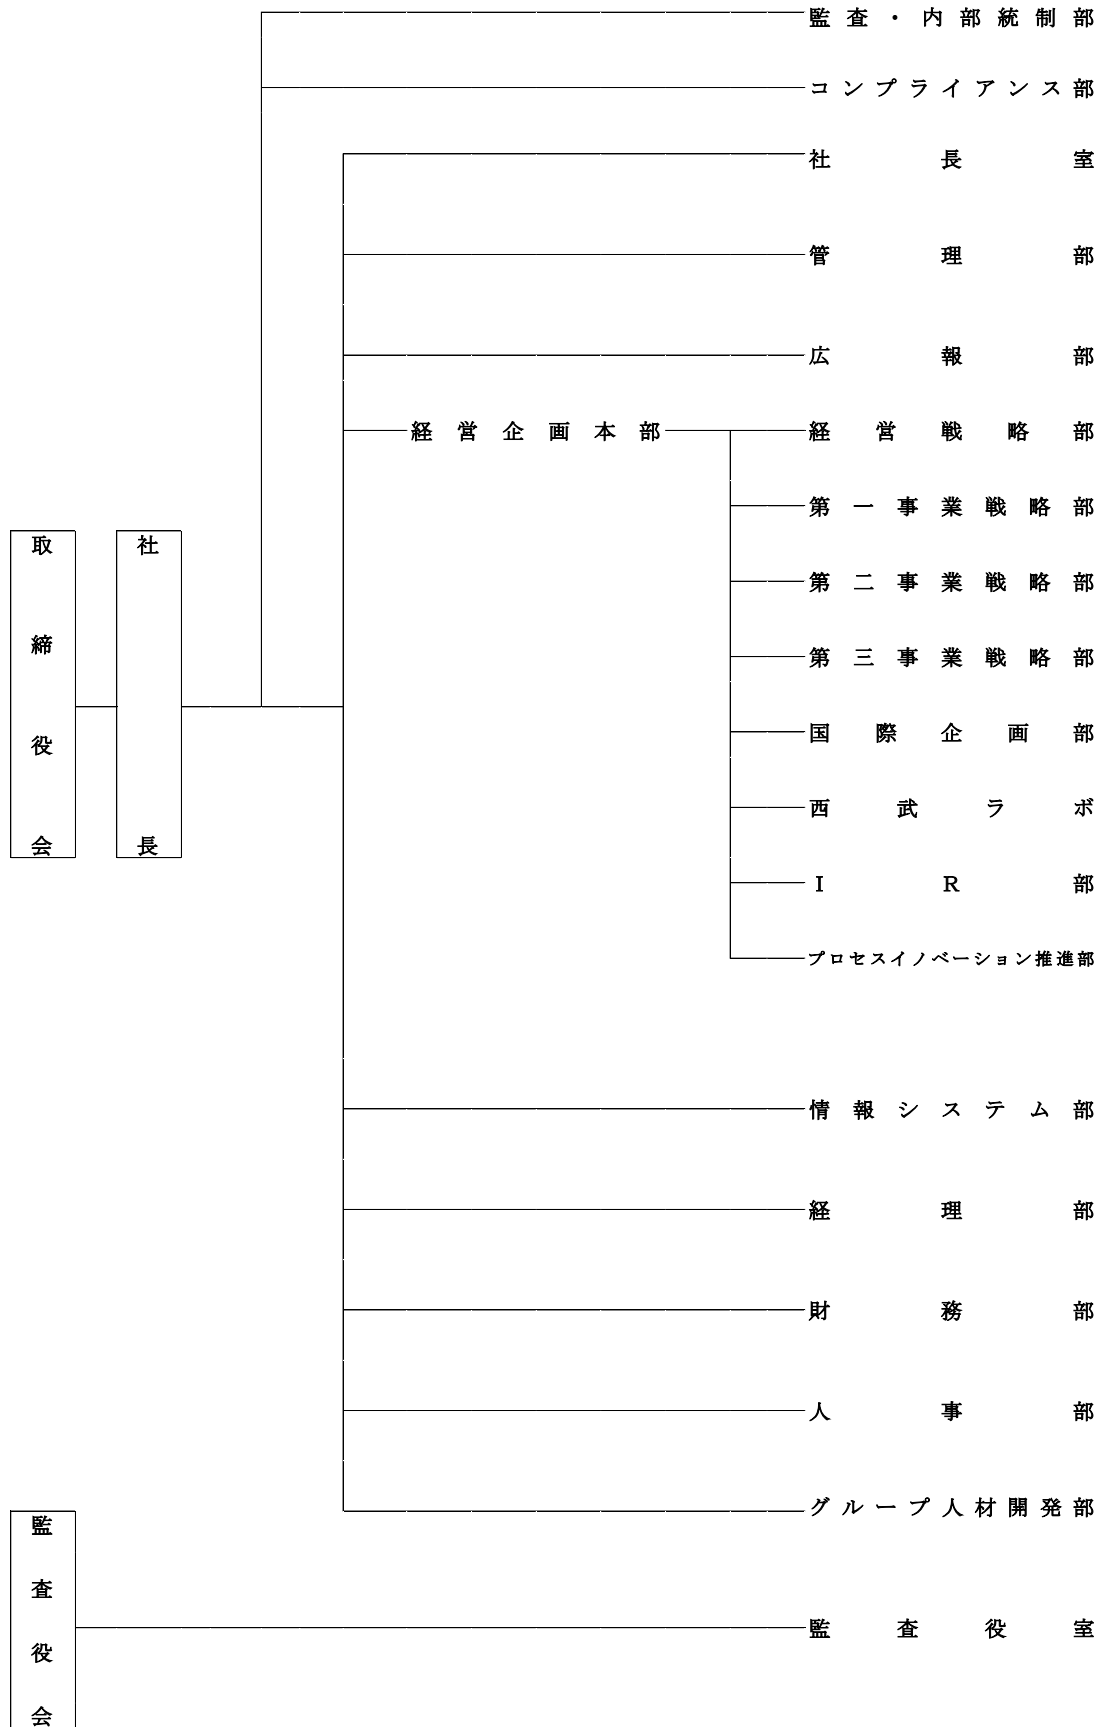 監査・内部統制部
コンプライアンス部
社長室
管理部
広報部
経営企画本部
経営戦略部
第一事業戦略部
第二事業戦略部
第三事業戦略部
国際企画部
西武ラボ
ＩＲ部
プロセスイノベーション推進部
取締役会
社長
情報システム部
経理部
財務部
人事部
グループ人材開発部
監査役会
監査役室